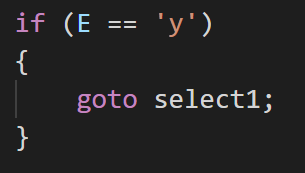 if (E == 'y')
{
    goto select1;
}